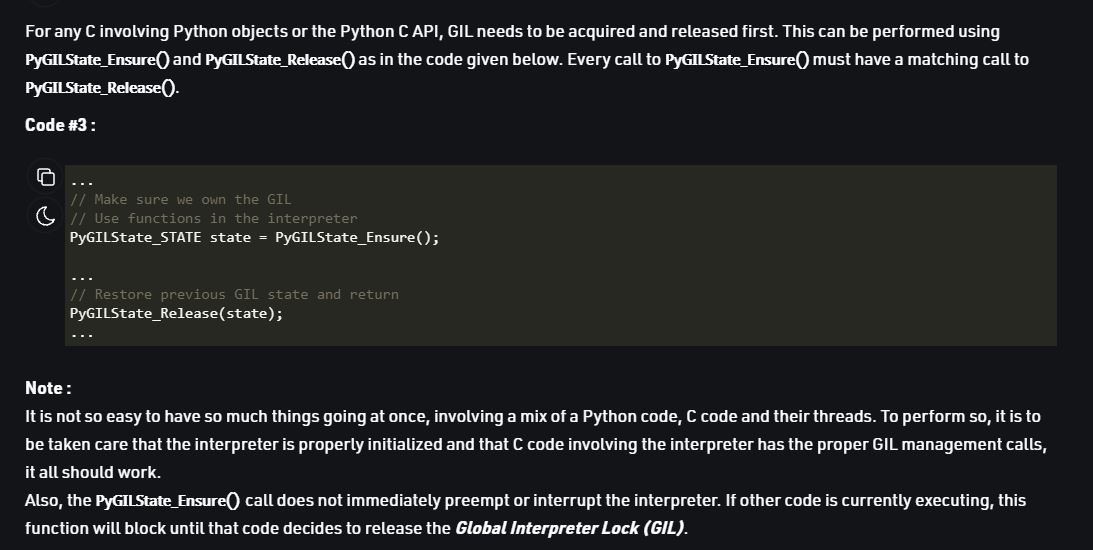 For any C involving Python objects or the Python C API, GIL needs to be acquired and released first. This can be performed using
PyGILState_Ensure() and PyGILState_Release() as in the code given below. Every call to PyGILState_Ensure() must have a matching call to
PyGILState_Release().
Code #3 :
...
// Make sure we own the GIL
// Use functions in the interpreter
PyGILState_STATE state = PyGILState_Ensure();
...
// Restore previous GIL state and return
PyGILState_Release(state);
...
Note :
It is not so easy to have so much things going at once, involving a mix of a Python code, C code and their threads. To perform so, it is to
be taken care that the interpreter is properly initialized and that C code involving the interpreter has the proper GIL management calls,
it all should work.
Also, the PyGILState_Ensure() call does not immediately preempt or interrupt the interpreter. If other code is currently executing, this
function will block until that code decides to release the Global Interpreter Lock (GIL).